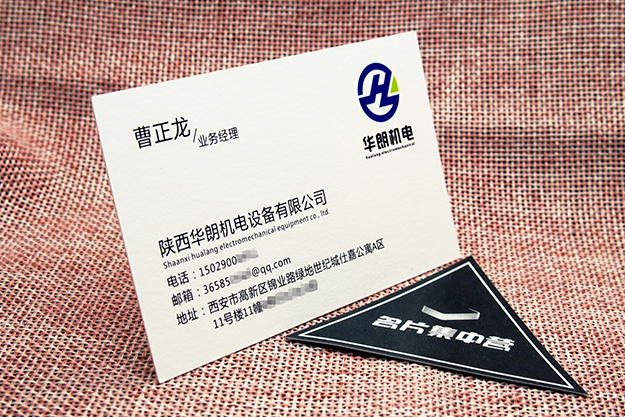 曹正龙/业务经理
华朗机电
hualang electromechanical
陕西华朗机电设备有限公司
Shaanxi hualang electromechanical equipment co., ltd.
电话：1502900
邮箱：36585 @qq.com
地址：西安市高新区锦业路绿地世纪城仕嘉公寓A区
11号楼11幢
名片集中营